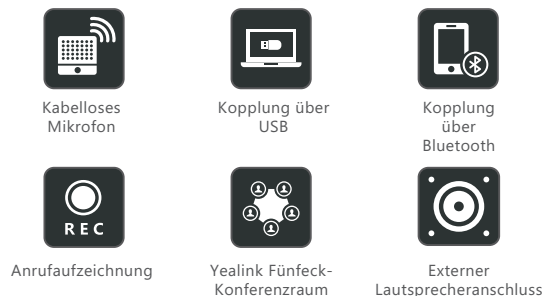 Kabelloses
Mikrofon
Kopplung über
USB
Kopplung
über
Bluetooth
REC
Anrufaufzeichnung
Yealink Fünfeck-
Konferenzraum
Externer
Lautsprecheranschluss